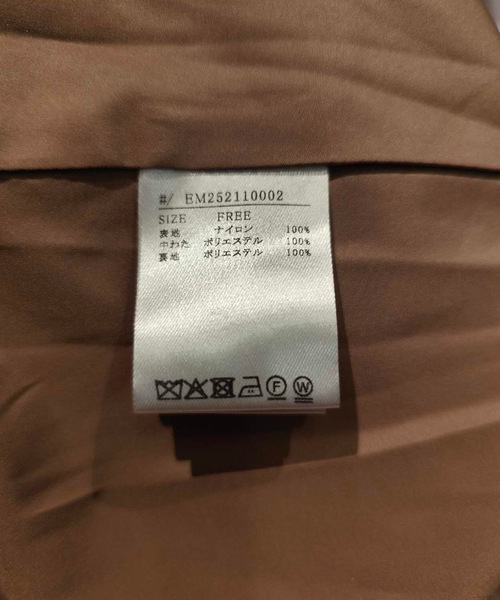 #/ EM252110002
SIZE FREE
表地 ナイロン 100%
中わた ポリエステル 100%
裏地 ポリエステル 100%
F W